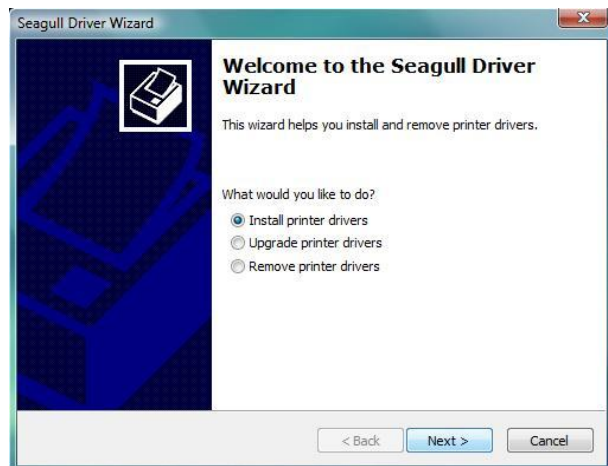 Seagull Driver Wizard
Welcome to the Seagull Driver
Wizard
This wizard helps you install and remove printer drivers.
What would you like to do?
Install printer drivers
Upgrade printer drivers
Remove printer drivers
< Back
Next >
Cancel